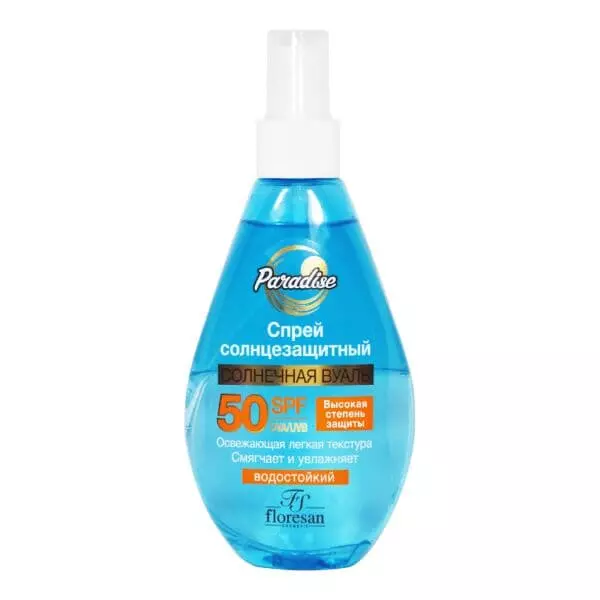 Paradise
Спрей
солнцезащитный
СОЛНЕЧНАЯ ВУАЛЬ
50 SPF
UVA/UVB
Высокая
степень
защиты
Освежающая легкая текстура
Смягчает и увлажняет
ВОДОСТОЙКИЙ
FS
floresan